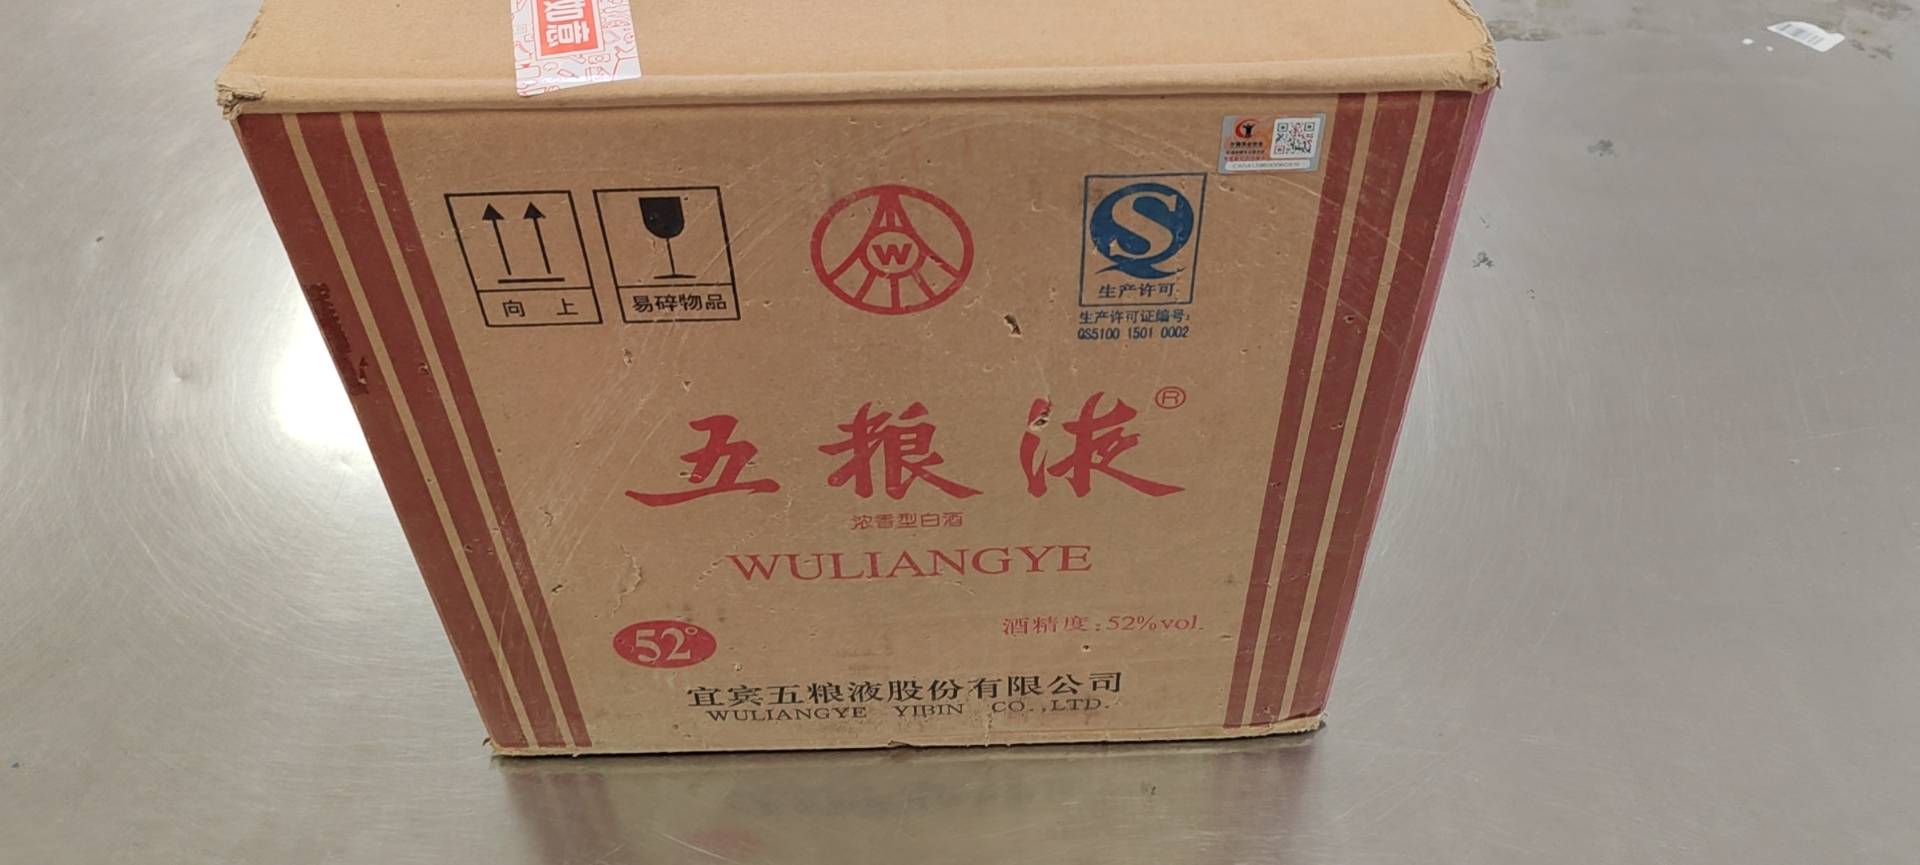 向 上
易碎物品
W
S
生产许可
生产许可证编号:
QS5100 1501 0002
五粮液®
浓香型白酒
WULIANGYE
52°
酒精度:52%vol.
宜宾五粮液股份有限公司
WULIANGYE YIBIN CO.,LTD.